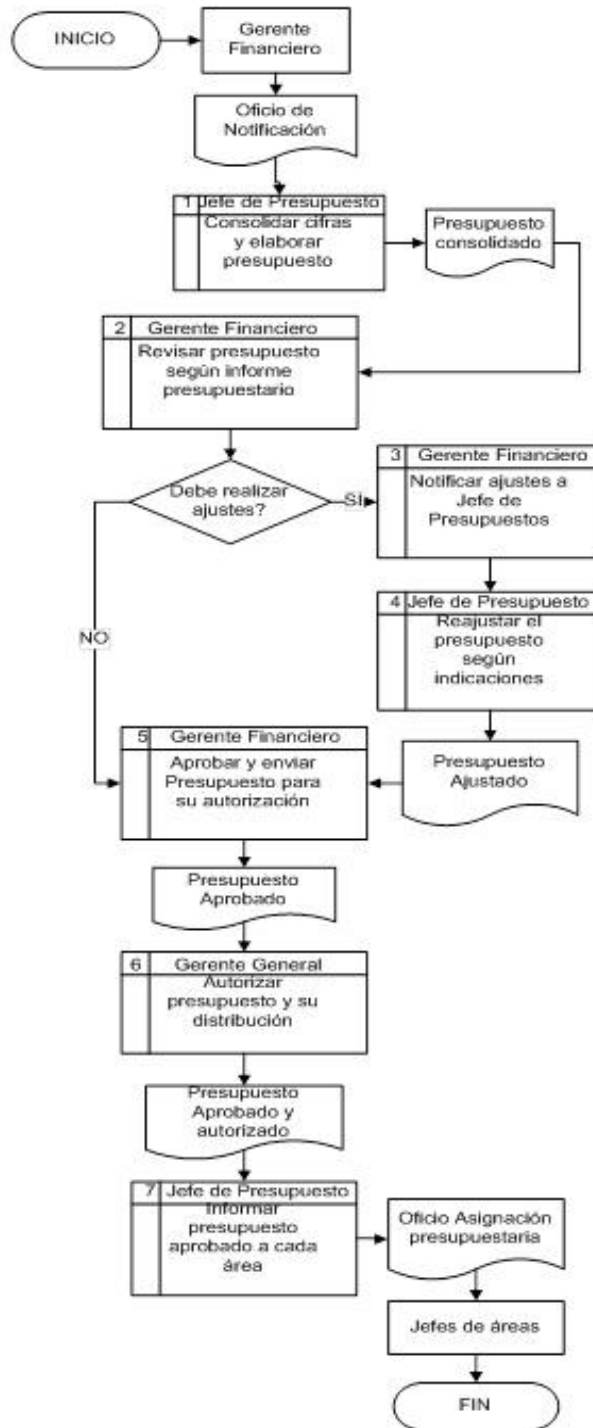 INICIO
Gerente
Financiero
Oficio de
Notificación
1 Jefe de Presupuesto
Consolidar cifras
y elaborar
presupuesto
Presupuesto
consolidado
2 Gerente Financiero
Revisar presupuesto
según informe
presupuestario
Debe realizar
ajustes?
SÍ
3 Gerente Financiero
Notificar ajustes a
Jefe de
Presupuestos
4 Jefe de Presupuesto
Reajustar el
presupuesto
según
indicaciones
NO
5 Gerente Financiero
Aprobar y enviar
Presupuesto para
su autorización
Presupuesto
Ajustado
Presupuesto
Aprobado
6 Gerente General
Autorizar
presupuesto y su
distribución
Presupuesto
Aprobado y
autorizado
7 Jefe de Presupuesto
Informar
presupuesto
aprobado a cada
área
Oficio Asignación
presupuestaria
Jefes de áreas
FIN